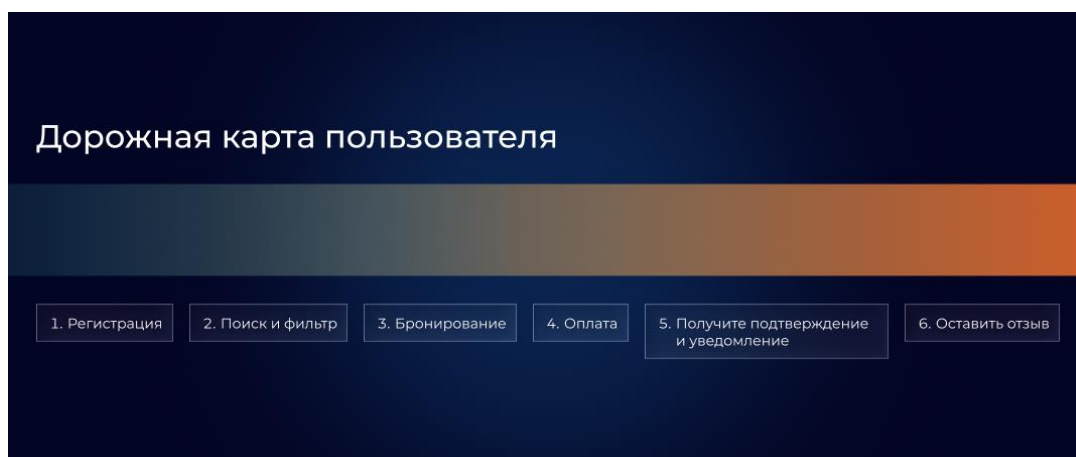 Дорожная карта пользователя
1. Регистрация
2. Поиск и фильтр
3. Бронирование
4. Оплата
5. Получите подтверждение
и уведомление
6. Оставить отзыв